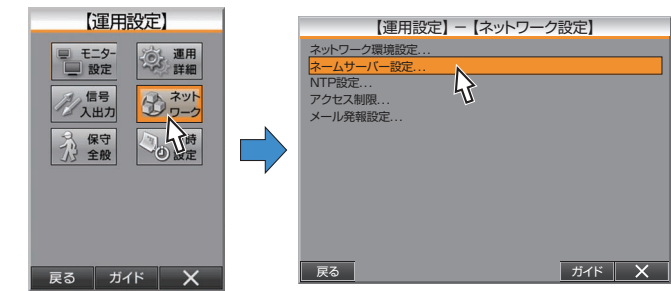 【運用設定】
モニター
設定
運用
詳細
信号
入出力
ネット
ワーク
保守
全般
時
設定
戻る ガイド ✕
【運用設定】－【ネットワーク設定】
ネットワーク環境設定...
ネームサーバー設定...
NTP設定...
アクセス制限...
メール発報設定...
戻る ガイド ✕